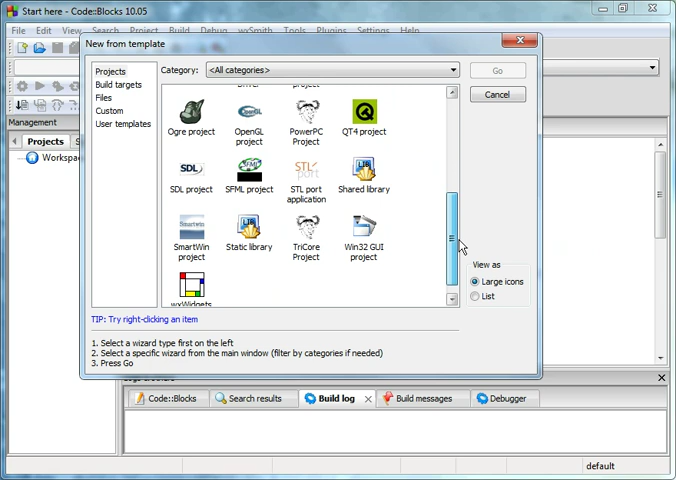 Start here - Code::Blocks 10.05
File Edit View Search Project Build Debug wxSmith Tools Plugins Settings Help
New from template
Projects
Build targets
Files
Custom
User templates
Category: <All categories>
Go
Cancel
project
Ogre project
OpenGL project
PowerPC Project
QT4 project
SDL project
SFML project
STL port application
Shared library
SmartWin project
Static library
TriCore Project
Win32 GUI project
wxWidgets
View as
Large icons
List
TIP: Try right-clicking an item
1. Select a wizard type first on the left
2. Select a specific wizard from the main window (filter by categories if needed)
3. Press Go
Management
Projects
Code::Blocks
Search results
Build log
Build messages
Debugger
default